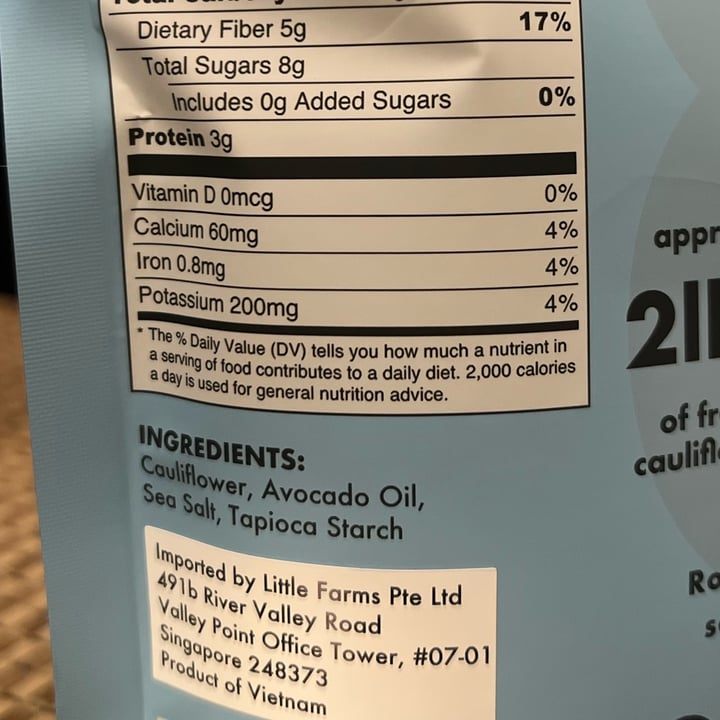 Dietary Fiber 5g 17%
Total Sugars 8g
Includes 0g Added Sugars 0%
Protein 3g
Vitamin D 0mcg 0%
Calcium 60mg 4%
Iron 0.8mg 4%
Potassium 200mg 4%
* The % Daily Value (DV) tells you how much a nutrient in
a serving of food contributes to a daily diet. 2,000 calories
a day is used for general nutrition advice.
INGREDIENTS:
Cauliflower, Avocado Oil,
Sea Salt, Tapioca Starch
Imported by Little Farms Pte Ltd
491b River Valley Road
Valley Point Office Tower, #07-01
Singapore 248373
Product of Vietnam
appr
of fr